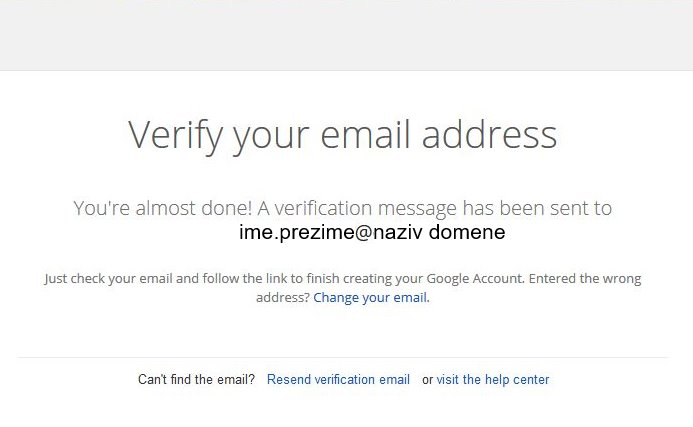 Verify your email address
You're almost done! A verification message has been sent to
ime.prezime@naziv domene
Just check your email and follow the link to finish creating your Google Account. Entered the wrong
address? Change your email.
Can't find the email? Resend verification email or visit the help center